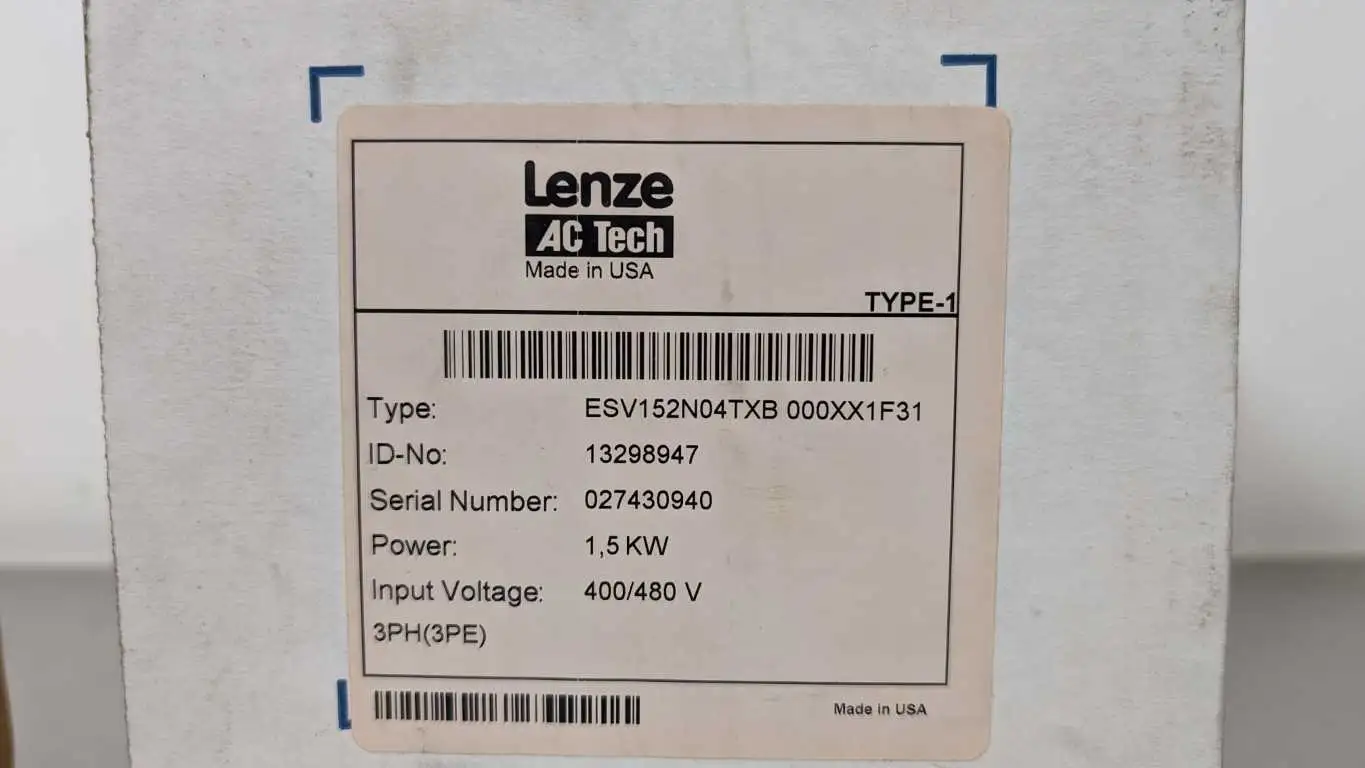 Lenze
AC Tech
Made in USA
TYPE-1
Type: ESV152N04TXB 000XX1F31
ID-No: 13298947
Serial Number: 027430940
Power: 1,5 KW
Input Voltage: 400/480 V
3PH(3PE)
Made in USA